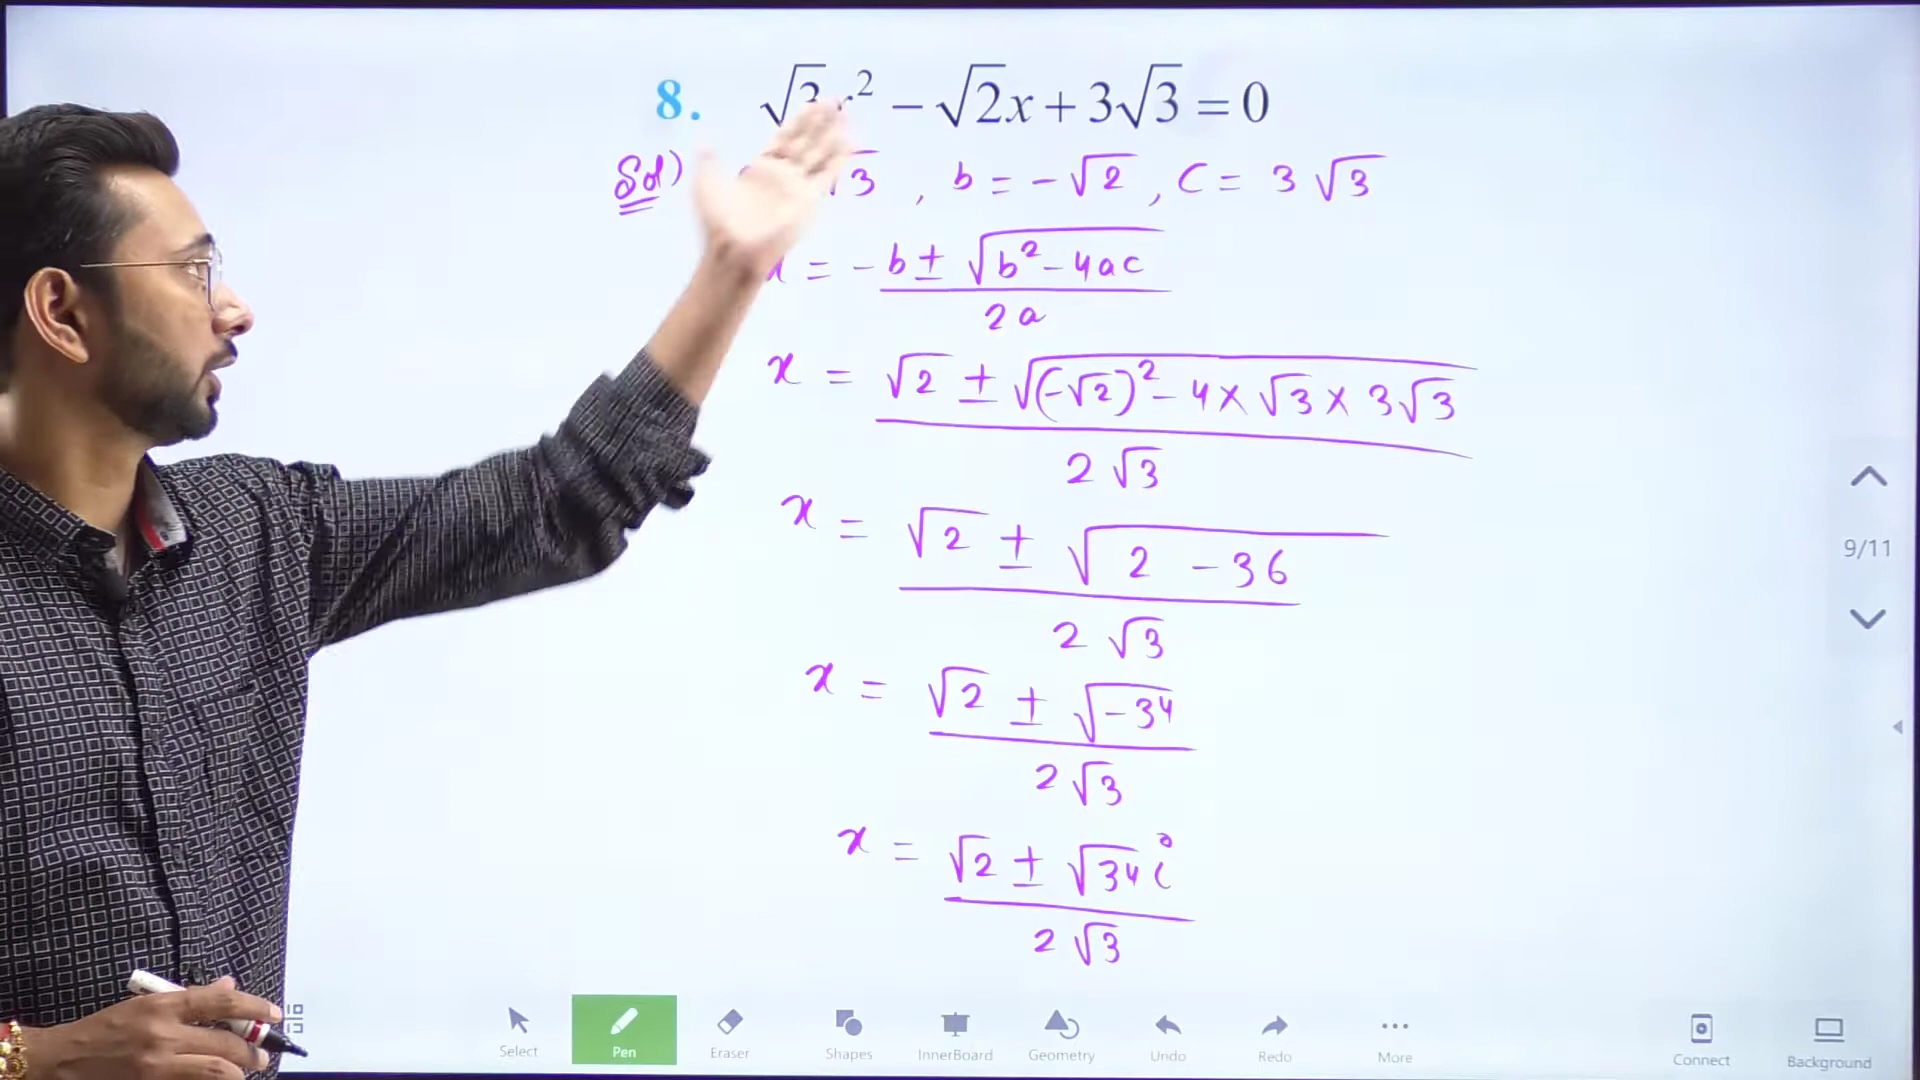 8. √3x² − √2x + 3√3 = 0
Sol) √3 , b = −√2 , C = 3√3
x = −b ± √(b² − 4ac) / 2a
x = √2 ± √((−√2)² − 4 × √3 × 3√3) / 2√3
x = √2 ± √(2 − 36) / 2√3
x = √2 ± √(−34) / 2√3
x = √2 ± √34 i / 2√3
9/11
Select Pen Eraser Shapes InnerBoard Geometry Undo Redo More Connect Background